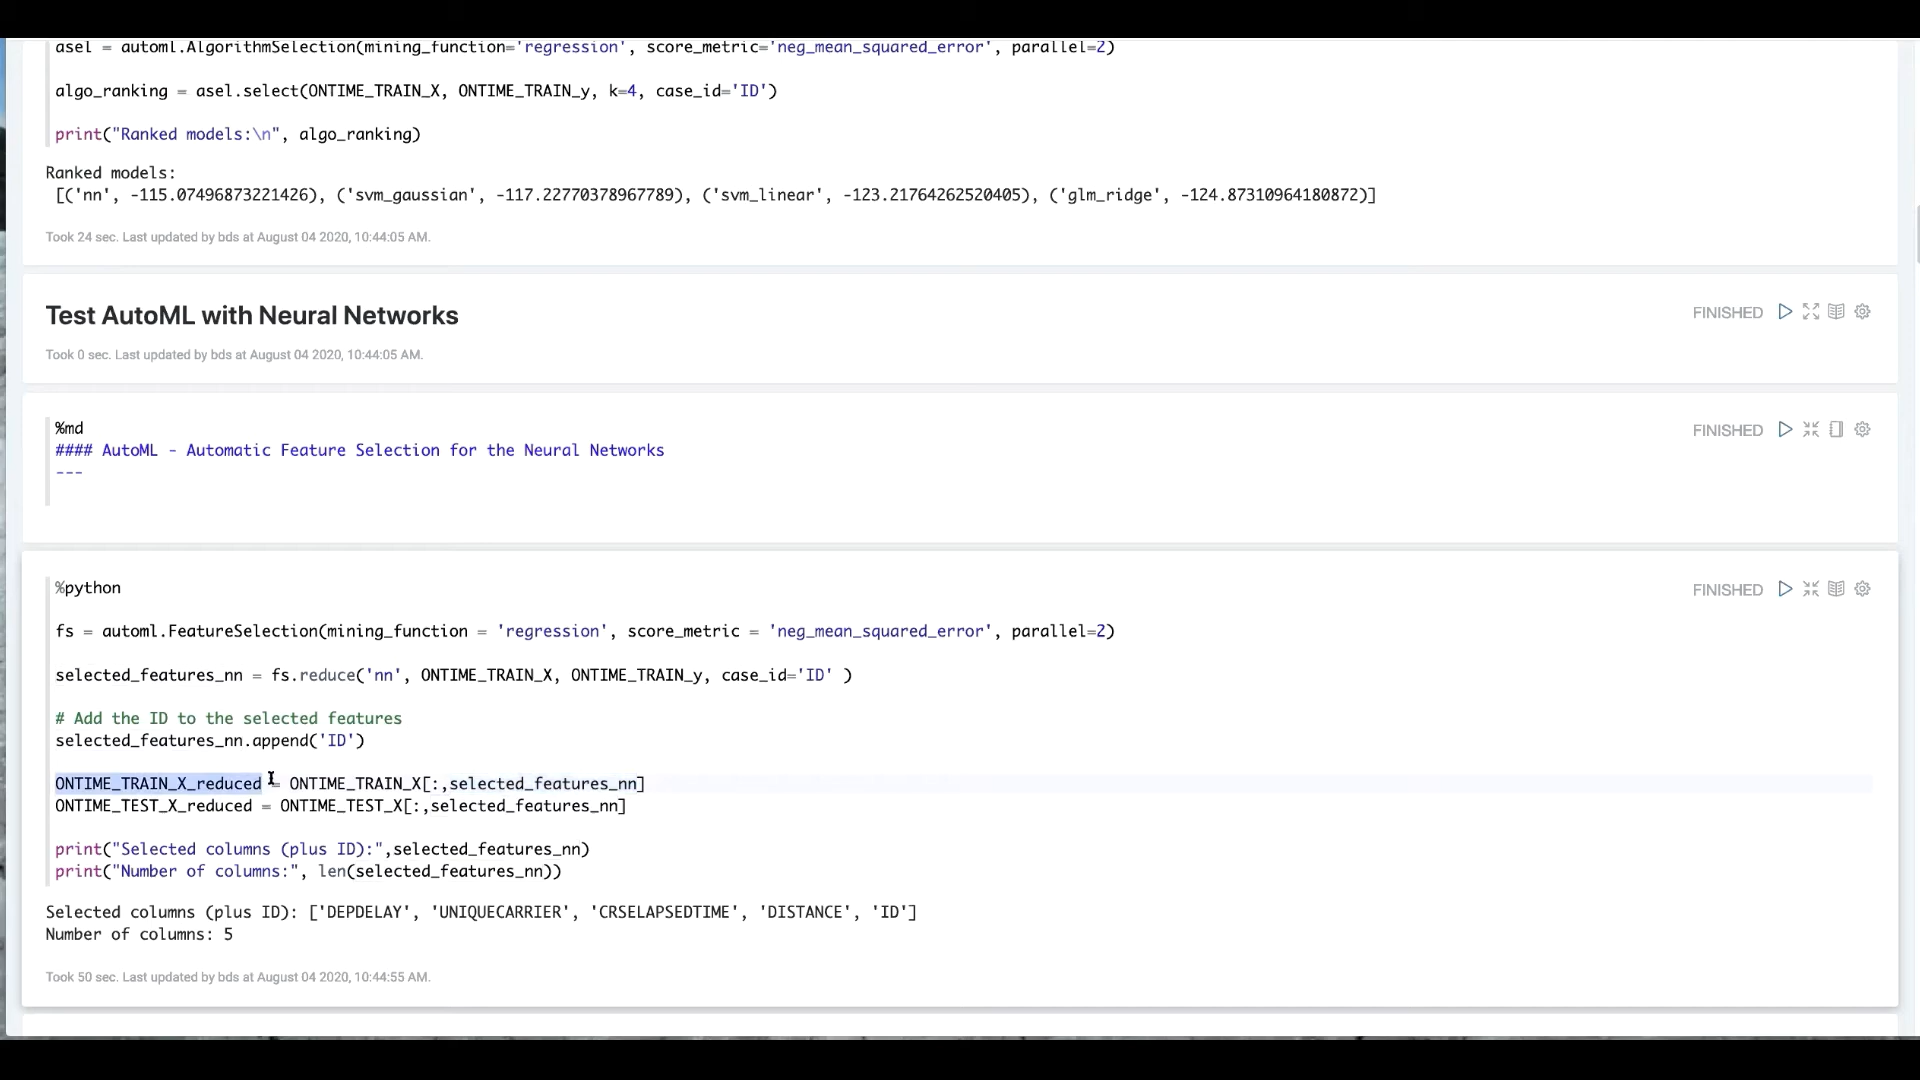 asel = automl.AlgorithmSelection(mining_function='regression', score_metric='neg_mean_squared_error', parallel=2)
algo_ranking = asel.select(ONTIME_TRAIN_X, ONTIME_TRAIN_y, k=4, case_id='ID')
print("Ranked models:\n", algo_ranking)
Ranked models:
[('nn', -115.07496873221426), ('svm_gaussian', -117.22770378967789), ('svm_linear', -123.21764262520405), ('glm_ridge', -124.87310964180872)]
Took 24 sec. Last updated by bds at August 04 2020, 10:44:05 AM.
Test AutoML with Neural Networks
FINISHED
Took 0 sec. Last updated by bds at August 04 2020, 10:44:05 AM.
%md
FINISHED
#### AutoML - Automatic Feature Selection for the Neural Networks
---
%python
FINISHED
fs = automl.FeatureSelection(mining_function = 'regression', score_metric = 'neg_mean_squared_error', parallel=2)
selected_features_nn = fs.reduce('nn', ONTIME_TRAIN_X, ONTIME_TRAIN_y, case_id='ID' )
# Add the ID to the selected features
selected_features_nn.append('ID')
ONTIME_TRAIN_X_reduced = ONTIME_TRAIN_X[:,selected_features_nn]
ONTIME_TEST_X_reduced = ONTIME_TEST_X[:,selected_features_nn]
print("Selected columns (plus ID):",selected_features_nn)
print("Number of columns:", len(selected_features_nn))
Selected columns (plus ID): ['DEPDELAY', 'UNIQUECARRIER', 'CRSELAPSEDTIME', 'DISTANCE', 'ID']
Number of columns: 5
Took 50 sec. Last updated by bds at August 04 2020, 10:44:55 AM.